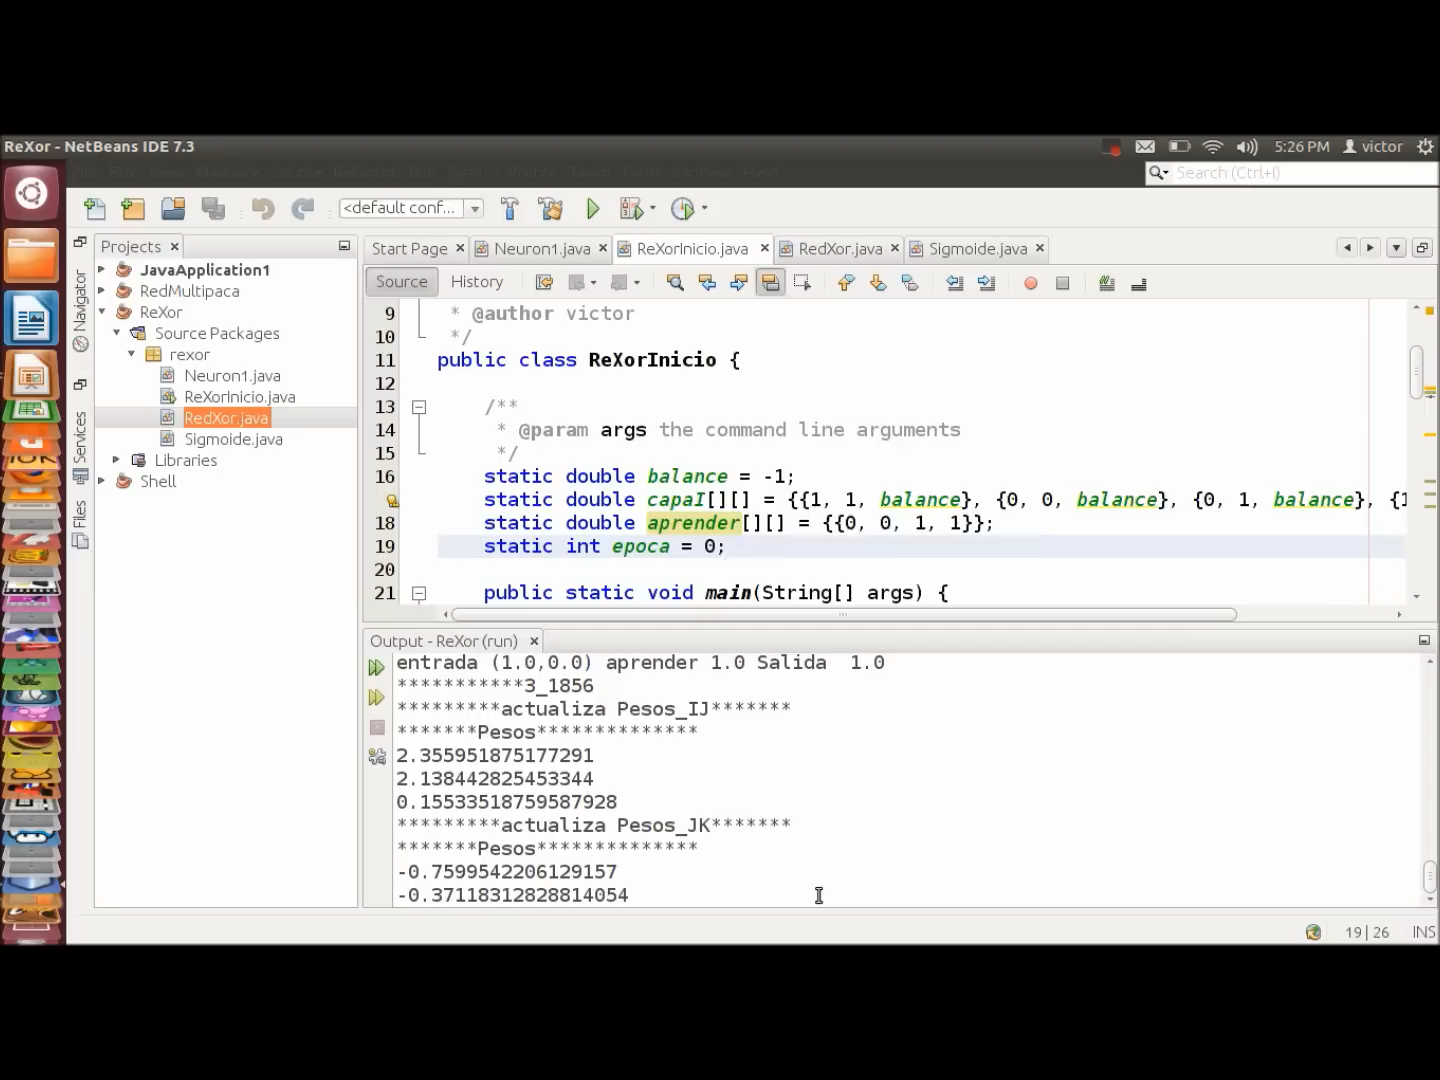 ReXor - NetBeans IDE 7.3
5:26 PM victor
Search (Ctrl+I)
<default conf...
Projects
Start Page
Neuron1.java
ReXorInicio.java
RedXor.java
Sigmoide.java
Navigator
Services
Files
JavaApplication1
RedMultipaca
ReXor
Source Packages
rexor
Neuron1.java
ReXorInicio.java
RedXor.java
Sigmoide.java
Libraries
Shell
Source
History
9 * @author victor
10 */
11 public class ReXorInicio {
12
13 /**
14 * @param args the command line arguments
15 */
16 static double balance = -1;
static double capaI[][] = {{1, 1, balance}, {0, 0, balance}, {0, 1, balance}, {1
18 static double aprender[][] = {{0, 0, 1, 1}};
19 static int epoca = 0;
20
21 public static void main(String[] args) {
Output - ReXor (run)
entrada (1.0,0.0) aprender 1.0 Salida  1.0
***********3_1856
*********actualiza Pesos_IJ*******
*******Pesos**************
2.355951875177291
2.138442825453344
0.15533518759587928
*********actualiza Pesos_JK*******
*******Pesos**************
-0.7599542206129157
-0.37118312828814054
19|26 INS